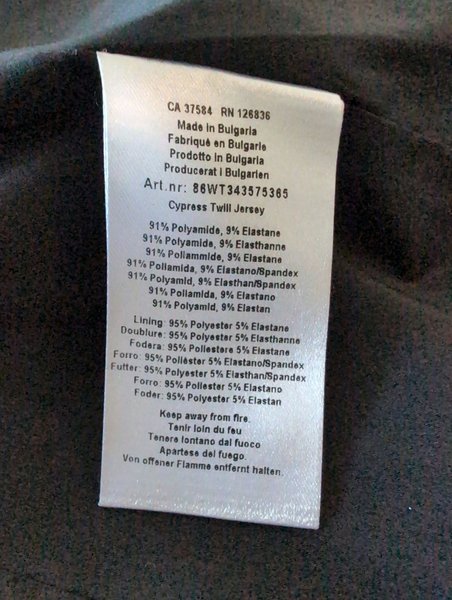 CA 37584 RN 126836
Made in Bulgaria
Fabriqué en Bulgarie
Prodotto in Bulgaria
Producerat i Bulgarien
Art.nr: 86WT343575365
Cypress Twill Jersey
91% Polyamide, 9% Elastane
91% Polyamide, 9% Elasthanne
91% Poliammide, 9% Elastane
91% Poliamida, 9% Elastano/Spandex
91% Polyamid, 9% Elasthan/Spandex
91% Poliamida, 9% Elastano
91% Polyamid, 9% Elastan
Lining: 95% Polyester 5% Elastane
Doublure: 95% Polyester 5% Elasthanne
Fodera: 95% Poliestere 5% Elastane
Forro: 95% Poliéster 5% Elastano/Spandex
Futter: 95% Polyester 5% Elasthan/Spandex
Forro: 95% Poliéster 5% Elastano
Foder: 95% Polyester 5% Elastan
Keep away from fire.
Tenir loin du feu
Tenere lontano dal fuoco
Apartese del fuego.
Von offener Flamme entfernt halten.